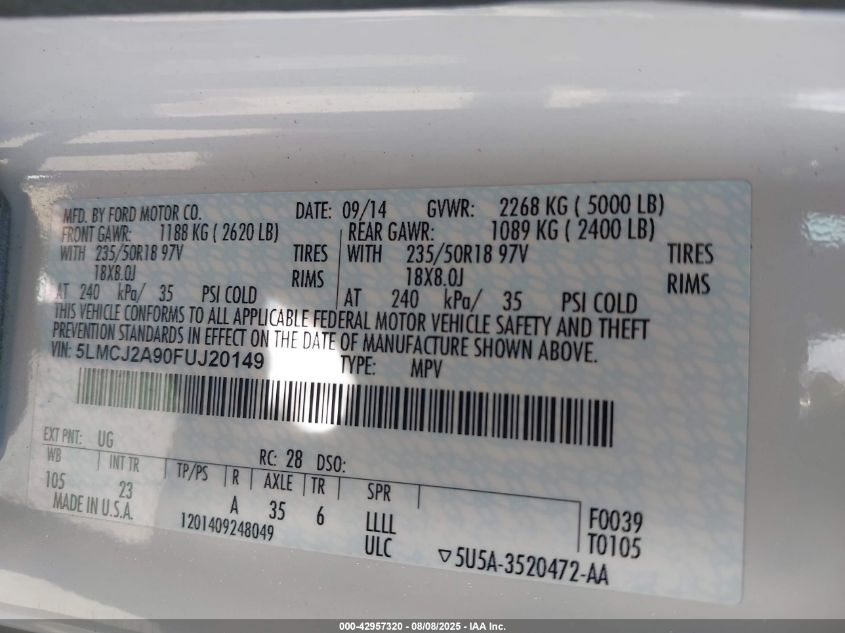 MFD. BY FORD MOTOR CO. DATE: 09/14 GVWR: 2268 KG ( 5000 LB)
FRONT GAWR: 1188 KG ( 2620 LB) REAR GAWR: 1089 KG ( 2400 LB)
WITH 235/50R18 97V TIRES WITH 235/50R18 97V TIRES
18X8.0J RIMS 18X8.0J RIMS
AT 240 kPa/ 35 PSI COLD AT 240 kPa/ 35 PSI COLD
THIS VEHICLE CONFORMS TO ALL APPLICABLE FEDERAL MOTOR VEHICLE SAFETY AND THEFT
PREVENTION STANDARDS IN EFFECT ON THE DATE OF MANUFACTURE SHOWN ABOVE.
VIN: 5LMCJ2A90FUJ20149 TYPE: MPV
EXT PNT: UG RC: 28 DSO:
WB INT TR TP/PS R AXLE TR SPR
105 23 A 35 6 LLLL F0039
MADE IN U.S.A. 1201409248049 ULC T0105
▽5U5A-3520472-AA
000-42957320 — 08/08/2025 — IAA Inc.